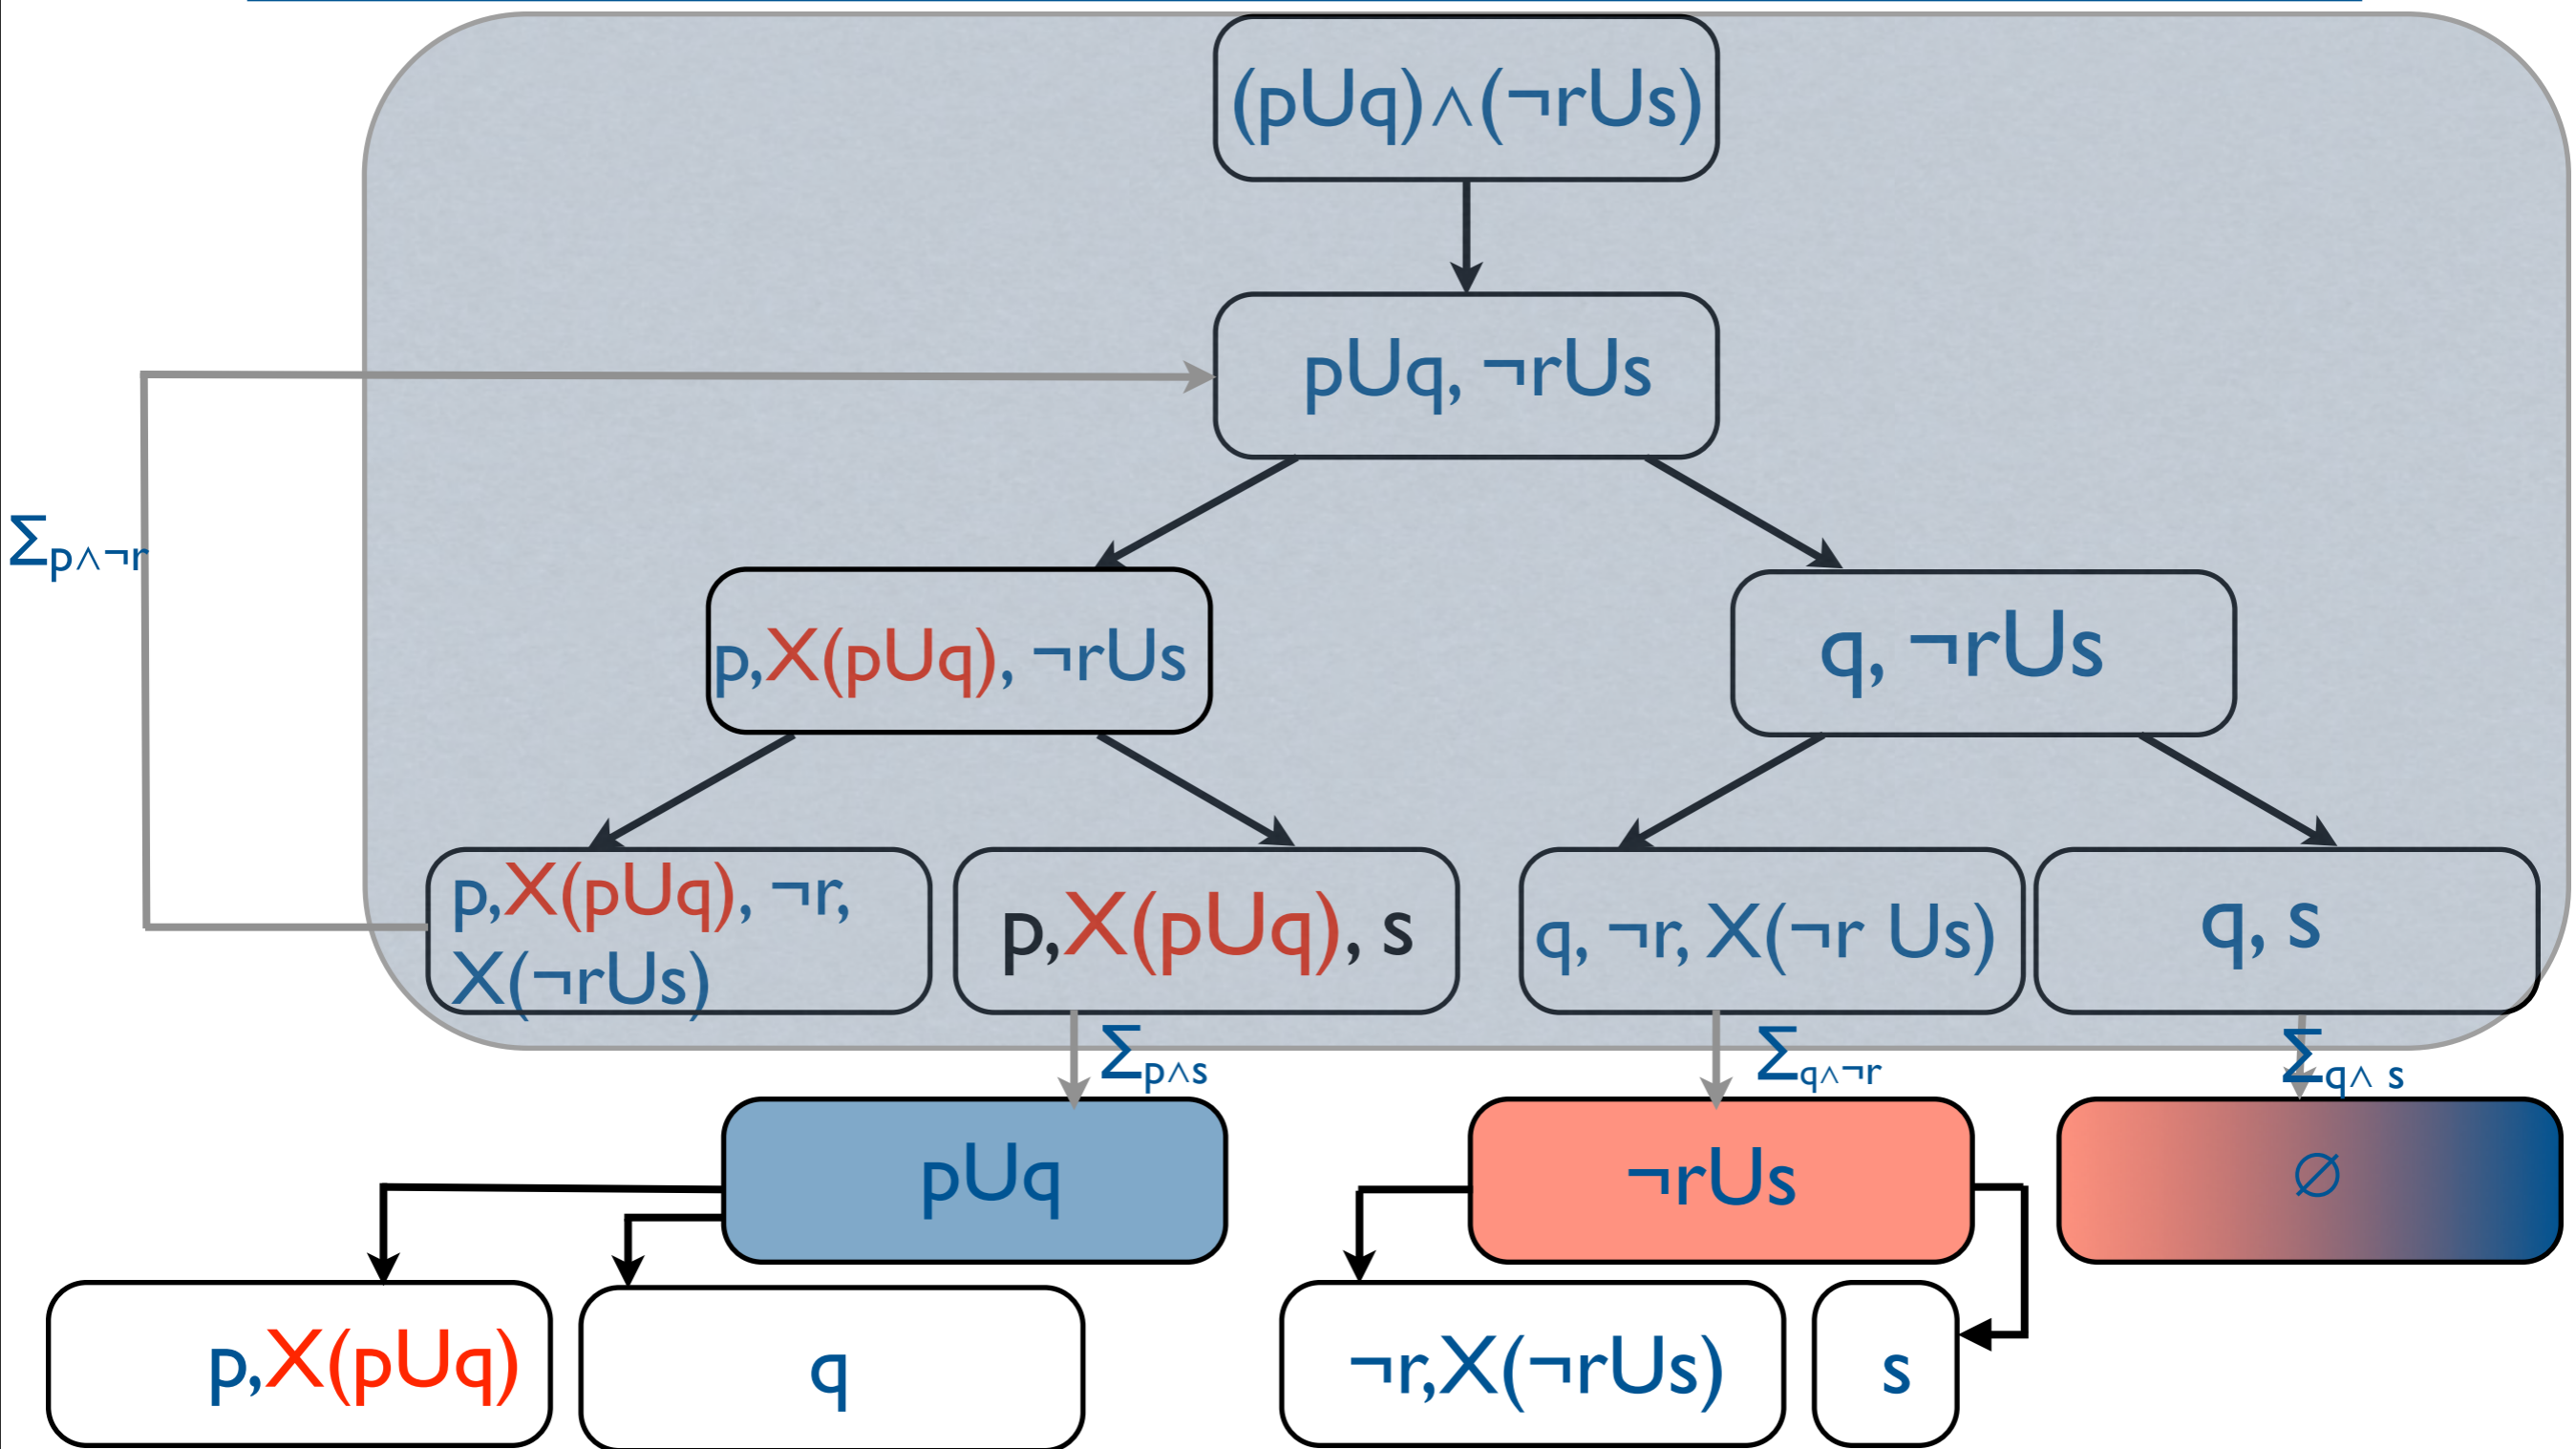 (pUq)∧(¬rUs)
pUq, ¬rUs
Σp∧¬r
p,X(pUq), ¬rUs
q, ¬rUs
p,X(pUq), ¬r,
X(¬rUs)
p,X(pUq), s
q, ¬r, X(¬r Us)
q, s
Σp∧s
Σq∧¬r
Σq∧ s
pUq
¬rUs
∅
p,X(pUq)
q
¬r,X(¬rUs)
s